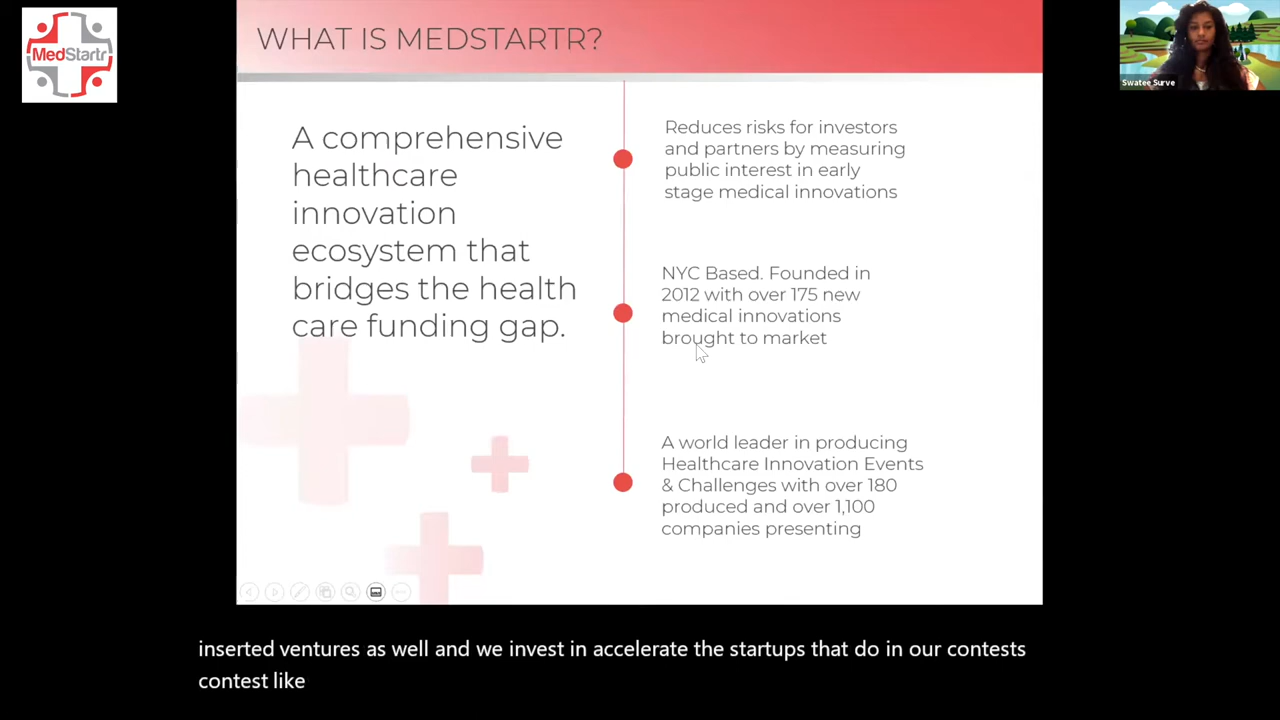 MedStartr
WHAT IS MEDSTARTR?
Swatee Surve
A comprehensive
healthcare
innovation
ecosystem that
bridges the health
care funding gap.
Reduces risks for investors
and partners by measuring
public interest in early
stage medical innovations
NYC Based. Founded in
2012 with over 175 new
medical innovations
brought to market
A world leader in producing
Healthcare Innovation Events
& Challenges with over 180
produced and over 1,100
companies presenting
inserted ventures as well and we invest in accelerate the startups that do in our contests
contest like